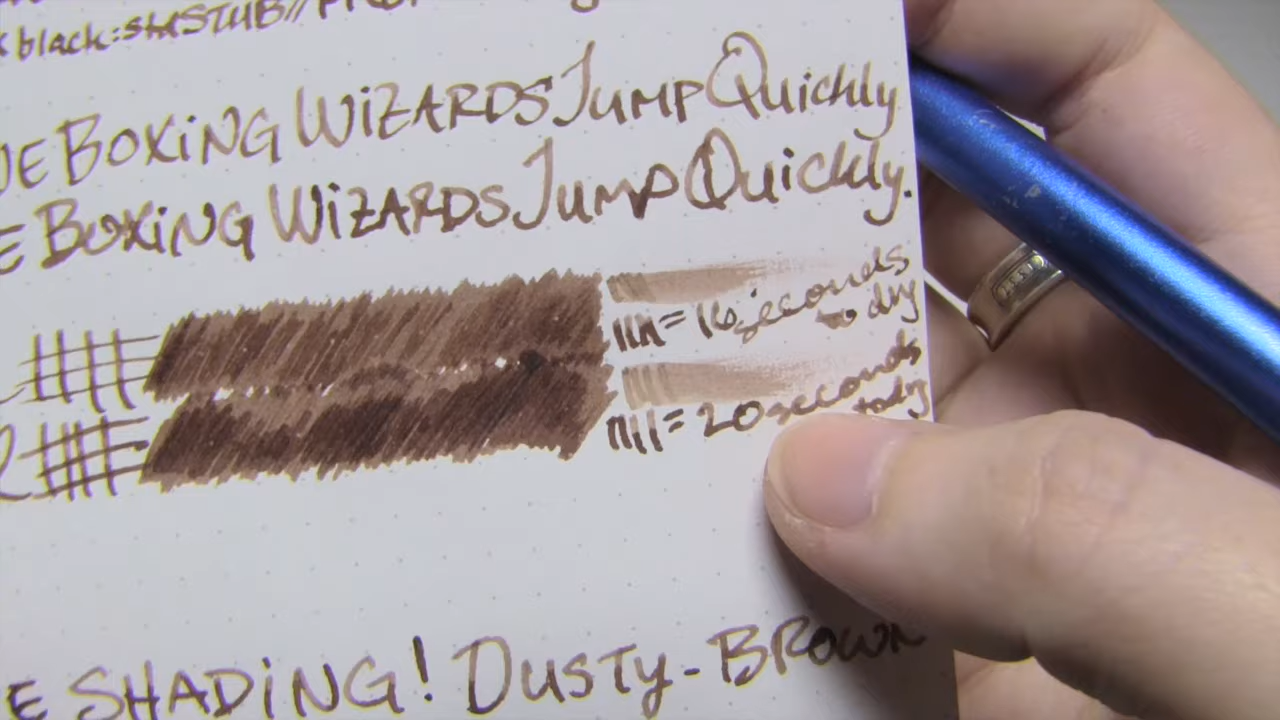 black: STUB//
BOXiNG WiZARDS JUMP QuicKly
BOXiNG WiZARDS JUMP QuicKly.
= 16 seconds
to dry
= 20 seconds
to dry
SHADiNG! DUSTY-BROWN